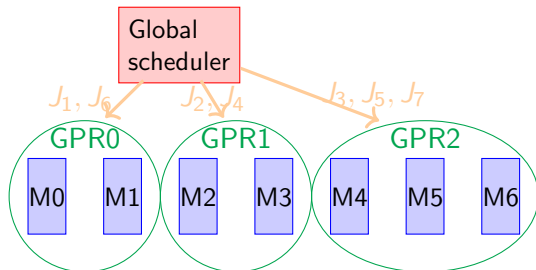 Global
scheduler
J1, J6 J2, J4 J3, J5, J7
GPR0 GPR1 GPR2
M0 M1 M2 M3 M4 M5 M6